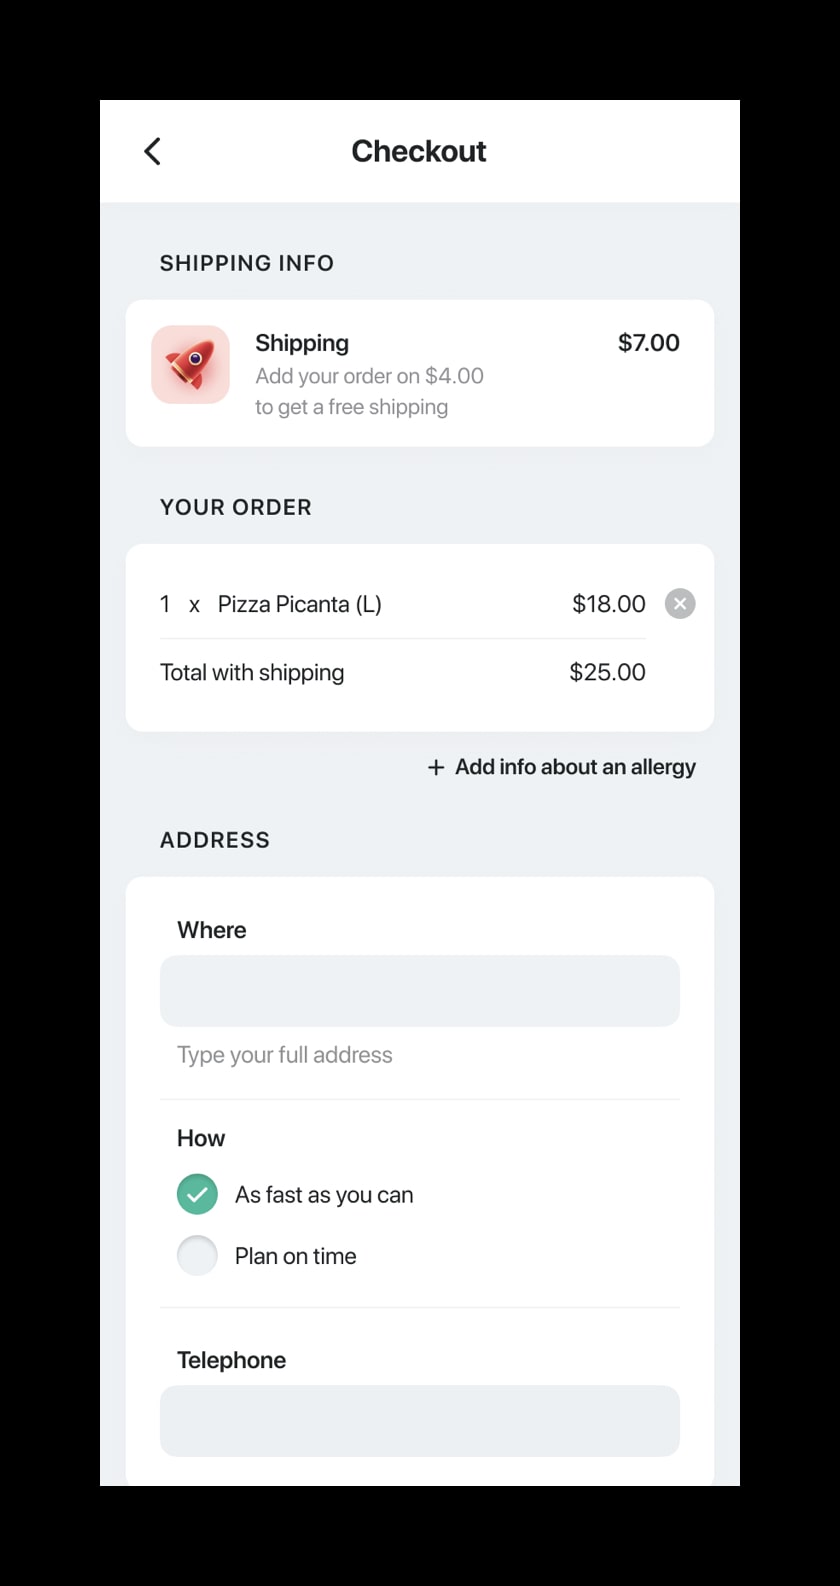 Checkout
SHIPPING INFO
Shipping $7.00
Add your order on $4.00
to get a free shipping
YOUR ORDER
1 x Pizza Picanta (L) $18.00
Total with shipping $25.00
+ Add info about an allergy
ADDRESS
Where
Type your full address
How
As fast as you can
Plan on time
Telephone